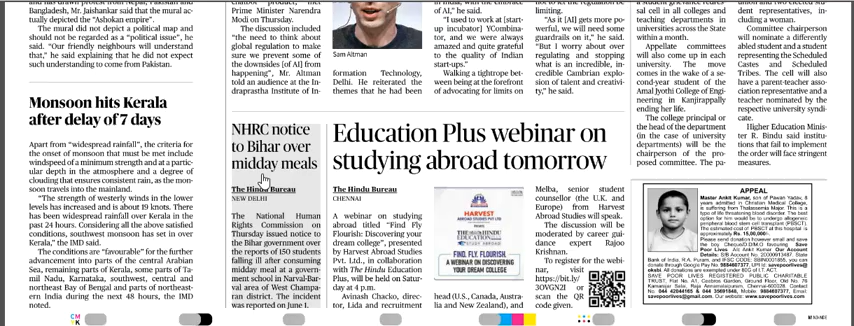 Bangladesh, Mr. Jaishankar said that the mural ac-
tually depicted the "Ashokan empire".
The mural did not depict a political map and
should not be regarded as a "political issue", he
said. "Our friendly neighbours will understand
that," he said explaining that he did not expect
such understanding to come from Pakistan.
Monsoon hits Kerala
after delay of 7 days
Apart from "widespread rainfall", the criteria for
the onset of monsoon that must be met include
windspeed of a minimum strength and at a partic-
ular depth in the atmosphere and a degree of
clouding that ensures consistent rain, as the mon-
soon travels into the mainland.
"The strength of westerly winds in the lower
levels has increased and is about 19 knots. There
has been widespread rainfall over Kerala in the
past 24 hours. Considering all the above satisfied
conditions, southwest monsoon has set in over
Kerala," the IMD said.
The conditions are "favourable" for the further
advancement into parts of the central Arabian
Sea, remaining parts of Kerala, some parts of Ta-
mil Nadu, Karnataka, southwest, central and
northeast Bay of Bengal and parts of northeast-
ern India during the next 48 hours, the IMD
noted.
Prime Minister Narendra
Modi on Thursday.
The discussion included
"the need to think about
global regulation to make
sure we prevent some of
the downsides [of AI] from
happening", Mr. Altman
told an audience at the In-
draprastha Institute of In-
Sam Altman
formation Technology,
Delhi. He reiterated the
themes that he had been
of AI," he said.
"I used to work at [start-
up incubator] YCombina-
tor, and we were always
amazed and quite grateful
to the quality of Indian
start-ups."
Walking a tightrope bet-
ween being at the forefront
of advocating for limits on
"As it [AI] gets more po-
werful, we will need some
guardrails on it," he said.
"But I worry about over
regulating and stopping
what is an incredible, in-
credible Cambrian explo-
sion of talent and creativi-
ty," he said.
NHRC notice
to Bihar over
midday meals
The Hindu Bureau
NEW DELHI
The National Human
Rights Commission on
Thursday issued notice to
the Bihar government over
the reports of 150 students
falling ill after consuming
midday meal at a govern-
ment school in Narval-Bar-
val area of West Champa-
ran district. The incident
was reported on June 1.
Education Plus webinar on
studying abroad tomorrow
The Hindu Bureau
CHENNAI
A webinar on studying
abroad titled "Find Fly
Flourish: Discovering your
dream college", presented
by Harvest Abroad Studies
Pvt. Ltd., in collaboration
with The Hindu Education
Plus, will be held on Satur-
day at 4 p.m.
Avinash Chacko, direc-
tor, Lida and recruitment
HARVEST
THE HINDU
EDUCATION
FIND. FLY. FLOURISH.
A WEBINAR ON DISCOVERING
YOUR DREAM COLLEGE
head (U.S., Canada, Austra-
lia and New Zealand), and
Melba, senior student
counsellor (the U.K. and
Europe) from Harvest
Abroad Studies will speak.
The discussion will be
moderated by career gui-
dance expert Rajoo
Krishnan.
To register for the webi-
nar, visit
https://bit.ly/
3OVGN2I or
scan the QR
code given.
sal cell in all colleges and
teaching departments in
universities across the State
within a month.
Appellate committees
will also come up in each
university. The move
comes in the wake of a se-
cond-year student of the
Amal Jyothi College of Engi-
neering in Kanjirappally
ending her life.
The college principal or
the head of the department
(in the case of university
departments) will be the
chairperson of the pro-
posed committee. The pa-
dent representatives, in-
cluding a woman.
Committee chairperson
will nominate a differently
abled student and a student
representing the Scheduled
Castes and Scheduled
Tribes. The cell will also
have a parent-teacher asso-
ciation representative and a
teacher nominated by the
respective university syndi-
cate.
Higher Education Minis-
ter R. Bindu said institu-
tions that fail to implement
the order will face stringent
measures.
APPEAL